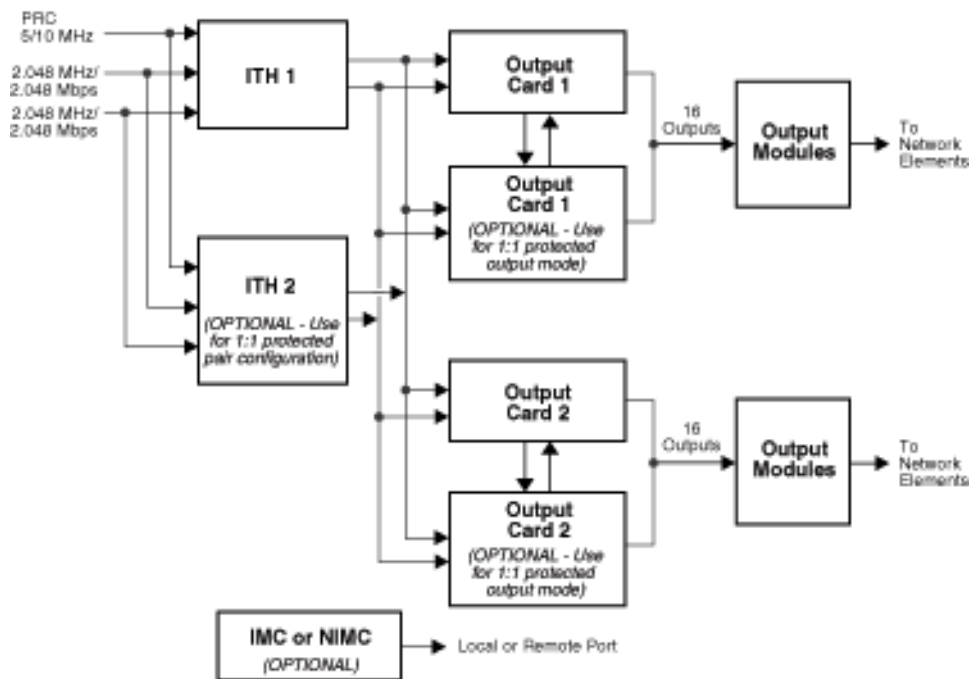 PRC
5/10 MHz
2.048 MHz/
2.048 Mbps
2.048 MHz/
2.048 Mbps
ITH 1
ITH 2
(OPTIONAL - Use
for 1:1 protected
pair configuration)
Output
Card 1
Output
Card 1
(OPTIONAL - Use
for 1:1 protected
output mode)
16
Outputs
Output
Modules
To
Network
Elements
Output
Card 2
Output
Card 2
(OPTIONAL - Use
for 1:1 protected
output mode)
16
Outputs
Output
Modules
To
Network
Elements
IMC or NIMC
(OPTIONAL)
Local or Remote Port